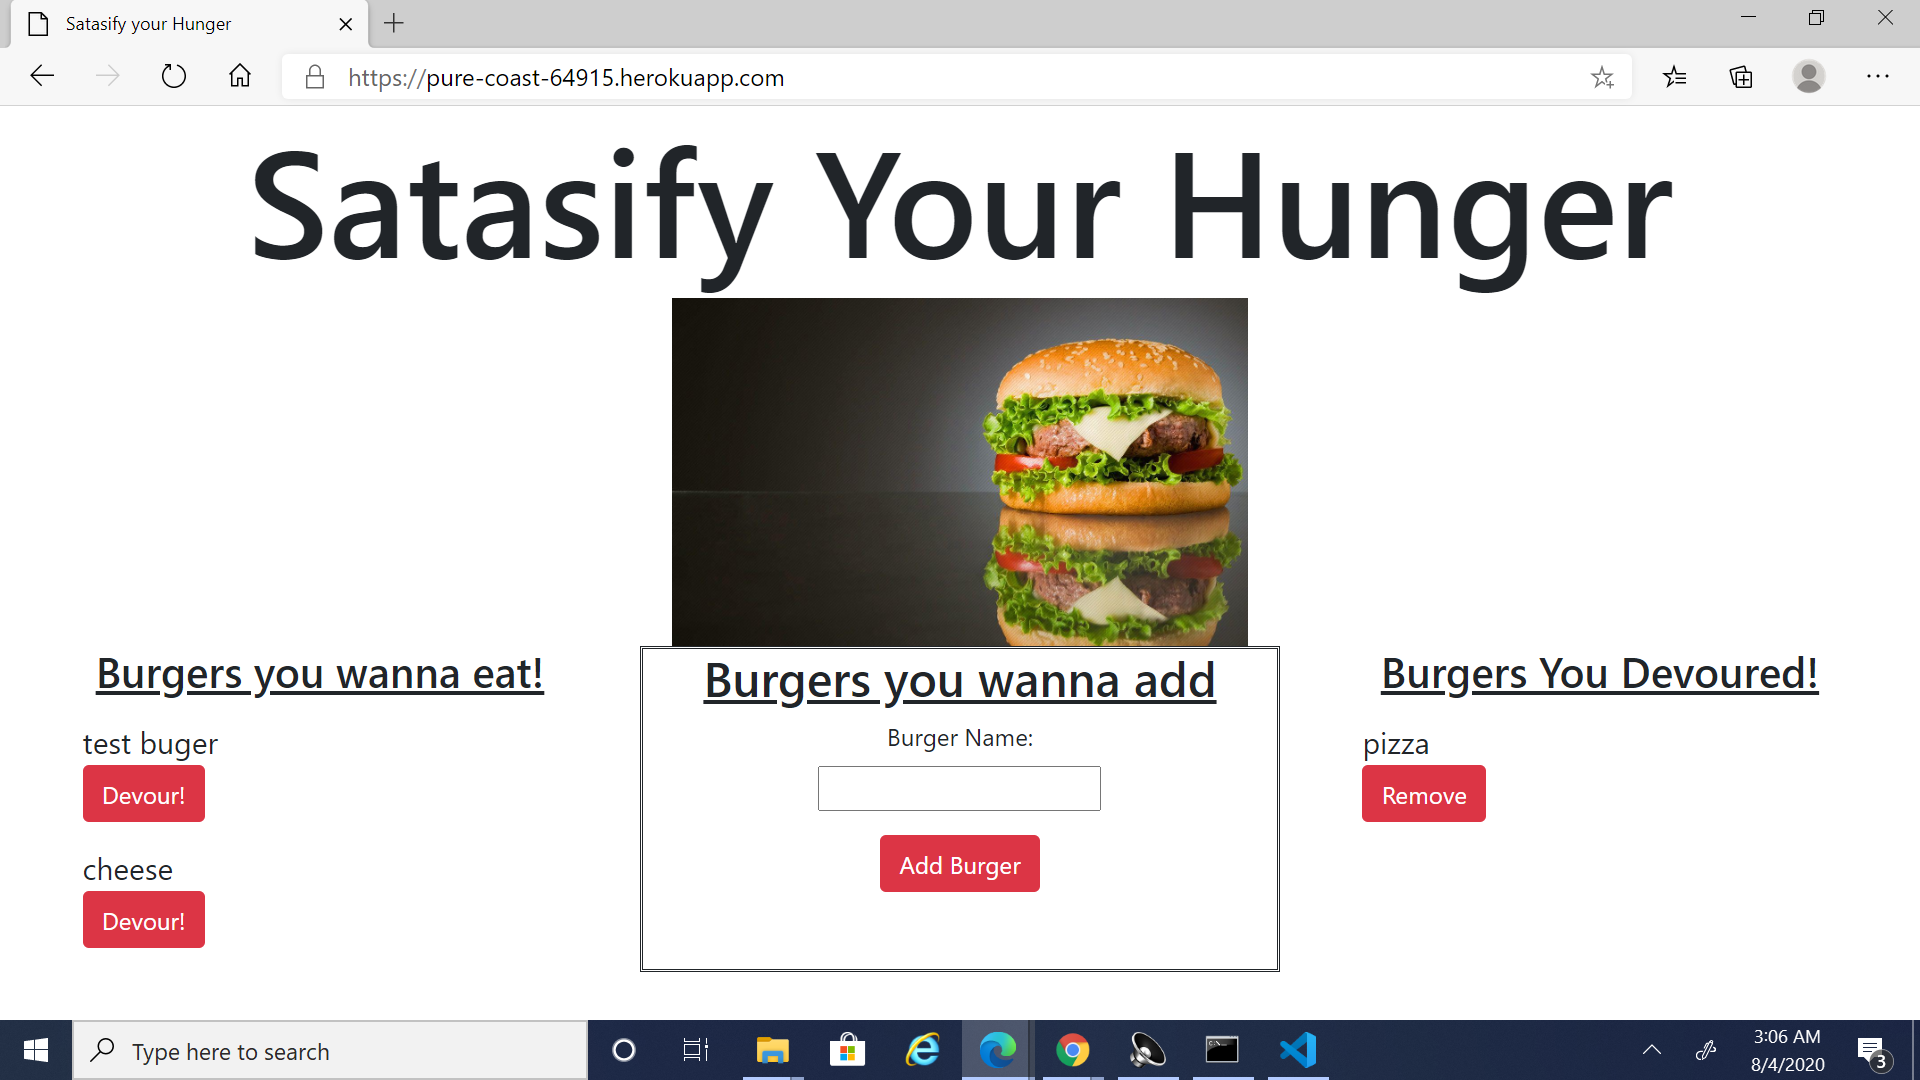 Satasify your Hunger
https://pure-coast-64915.herokuapp.com
Satasify Your Hunger
Burgers you wanna eat!
test buger
Devour!
cheese
Devour!
Burgers you wanna add
Burger Name:
Add Burger
Burgers You Devoured!
pizza
Remove
Type here to search
3:06 AM
8/4/2020
3